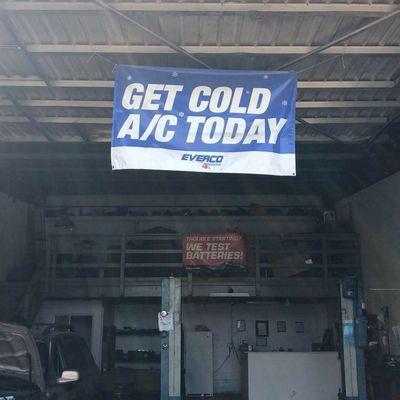 GET COLD
A/C TODAY
EVERCO
TROUBLE STARTING?
WE TEST
BATTERIES!